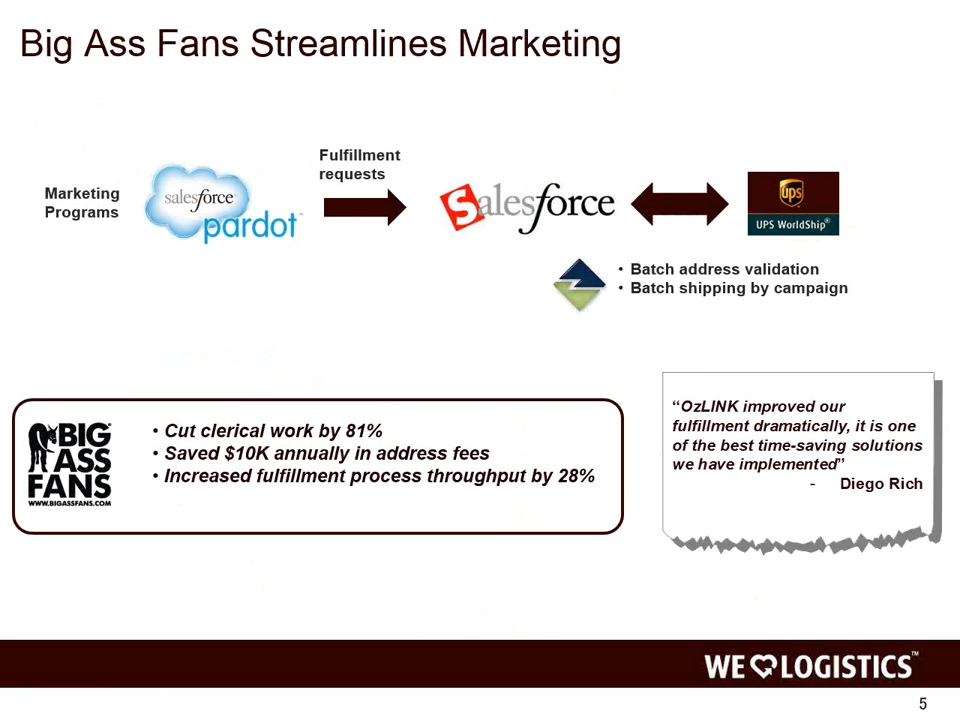 Big Ass Fans Streamlines Marketing
Fulfillment
requests
Marketing
Programs
salesforce
pardot™
Salesforce
ups
UPS WorldShip®
• Batch address validation
• Batch shipping by campaign
BIG
ASS
FANS
WWW.BIGASSFANS.COM
• Cut clerical work by 81%
• Saved $10K annually in address fees
• Increased fulfillment process throughput by 28%
“OzLINK improved our
fulfillment dramatically, it is one
of the best time-saving solutions
we have implemented”
- Diego Rich
WE LOGISTICS™
5